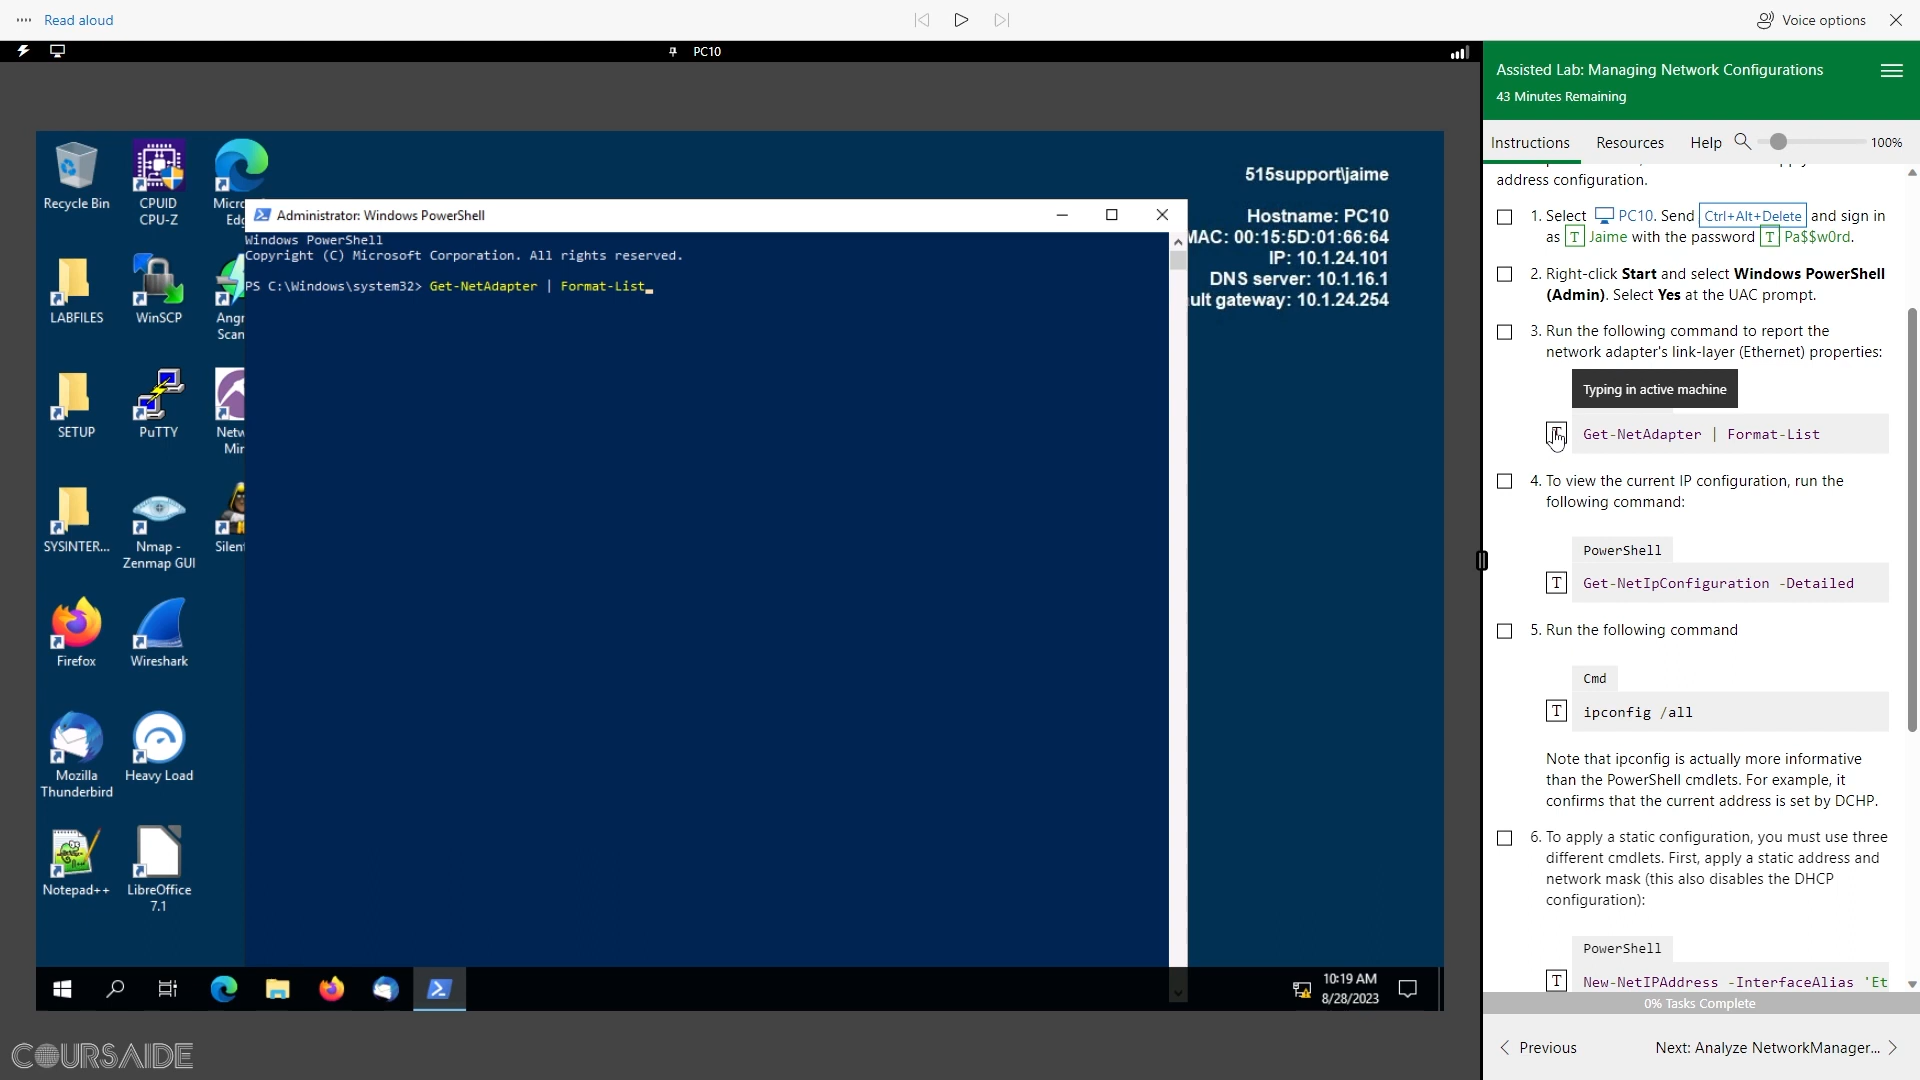 Read aloud
Voice options
PC10
Assisted Lab: Managing Network Configurations
43 Minutes Remaining
Instructions
Resources
Help
100%
address configuration.
1. Select PC10. Send Ctrl+Alt+Delete and sign in
as T Jaime with the password T Pa$$w0rd.
2. Right-click Start and select Windows PowerShell
(Admin). Select Yes at the UAC prompt.
3. Run the following command to report the
network adapter's link-layer (Ethernet) properties:
Typing in active machine
T Get-NetAdapter | Format-List
4. To view the current IP configuration, run the
following command:
PowerShell
T Get-NetIpConfiguration -Detailed
5. Run the following command
Cmd
T ipconfig /all
Note that ipconfig is actually more informative
than the PowerShell cmdlets. For example, it
confirms that the current address is set by DCHP.
6. To apply a static configuration, you must use three
different cmdlets. First, apply a static address and
network mask (this also disables the DHCP
configuration):
PowerShell
T New-NetIPAddress -InterfaceAlias 'Et
0% Tasks Complete
Previous
Next: Analyze NetworkManager...
515support\jaime
Hostname: PC10
MAC: 00:15:5D:01:66:64
IP: 10.1.24.101
DNS server: 10.1.16.1
ult gateway: 10.1.24.254
Administrator: Windows PowerShell
Windows PowerShell
Copyright (C) Microsoft Corporation. All rights reserved.
PS C:\Windows\system32> Get-NetAdapter | Format-List_
Recycle Bin
CPUID
CPU-Z
Micro
Ed
LABFILES
WinSCP
Angr
Scan
SETUP
PuTTY
Netw
Min
SYSINTER...
Nmap -
Zenmap GUI
Silen
Firefox
Wireshark
Mozilla
Thunderbird
Heavy Load
Notepad++
LibreOffice
7.1
10:19 AM
8/28/2023
COURSAIDE